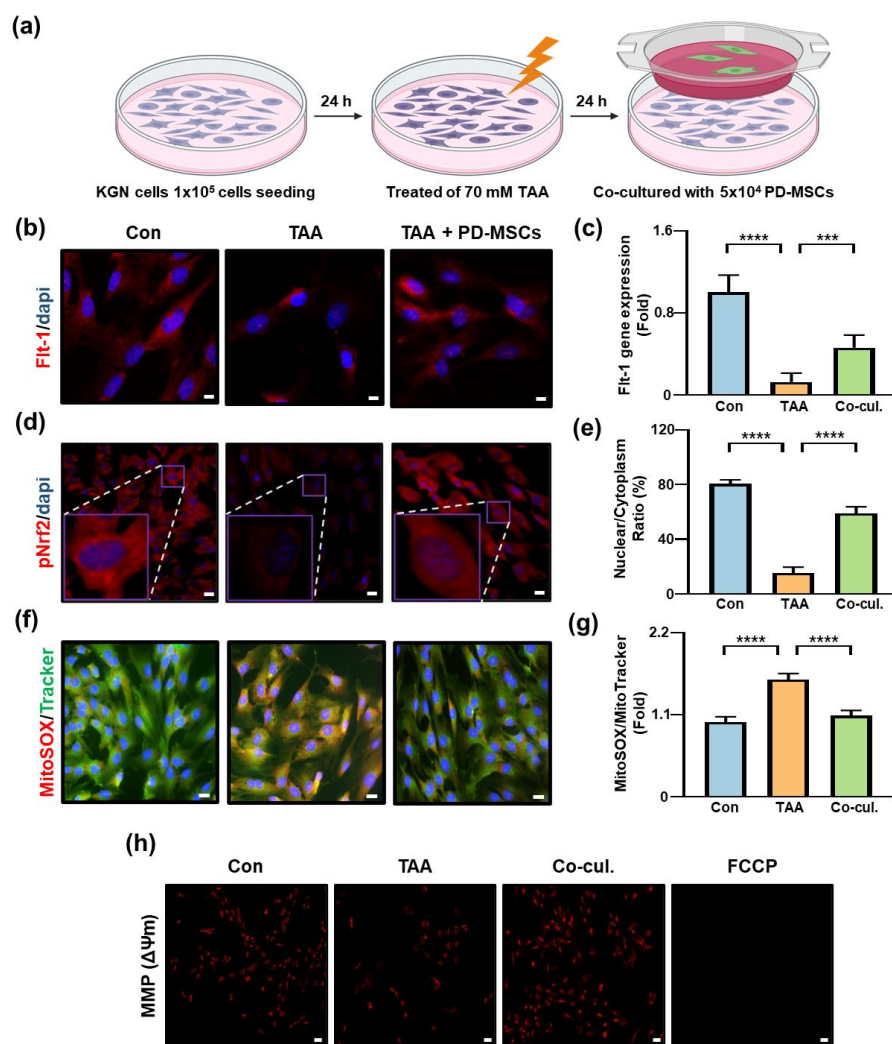 (a)
24 h
24 h
KGN cells 1x10⁵ cells seeding
Treated of 70 mM TAA
Co-cultured with 5x10⁴ PD-MSCs
(b)
Con
TAA
TAA + PD-MSCs
Flt-1/dapi
(c)
Flt-1 gene expression
(Fold)
1.6
0.8
0
****
***
Con
TAA
Co-cul.
(d)
pNrf2/dapi
(e)
Nuclear/Cytoplasm
Ratio (%)
120
80
40
0
****
****
Con
TAA
Co-cul.
(f)
MitoSOX/Tracker
(g)
MitoSOX/MitoTracker
(Fold)
2.2
1.1
0
****
****
Con
TAA
Co-cul.
(h)
Con
TAA
Co-cul.
FCCP
MMP (ΔΨm)